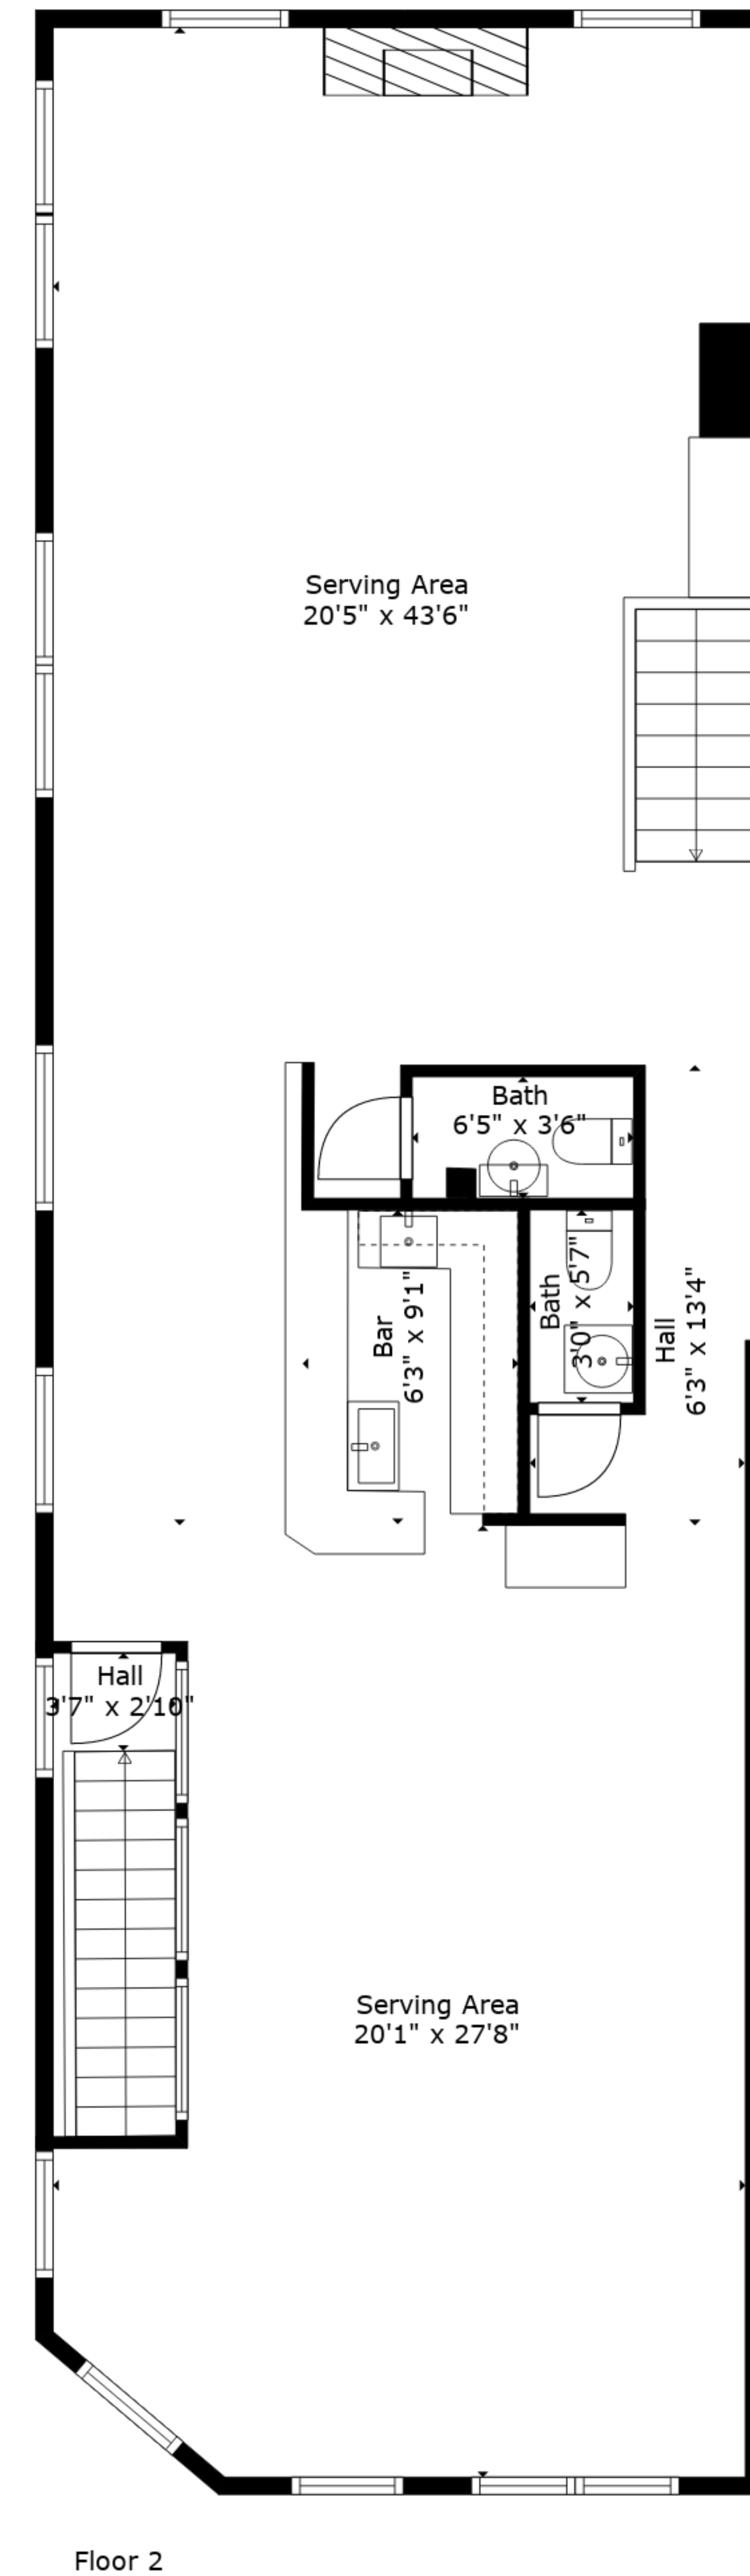 Serving Area
20'5" x 43'6"
Bath
6'5" x 3'6"
Bar
6'3" x 9'1"
Bath
3'0" x 5'7"
Hall
6'3" x 13'4"
Hall
3'7" x 2'10"
Serving Area
20'1" x 27'8"
Floor 2